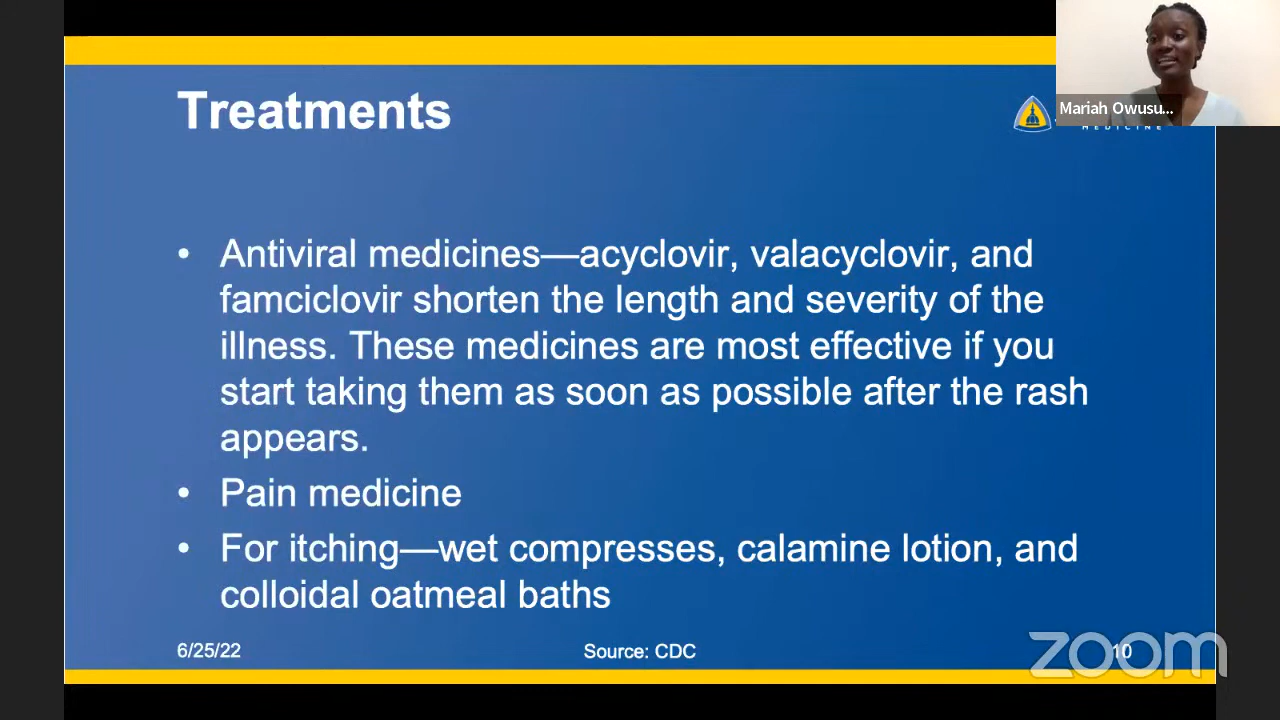 Treatments
Mariah Owusu...
MEDICINE
• Antiviral medicines—acyclovir, valacyclovir, and
famciclovir shorten the length and severity of the
illness. These medicines are most effective if you
start taking them as soon as possible after the rash
appears.
• Pain medicine
• For itching—wet compresses, calamine lotion, and
colloidal oatmeal baths
6/25/22
Source: CDC
10
zoom